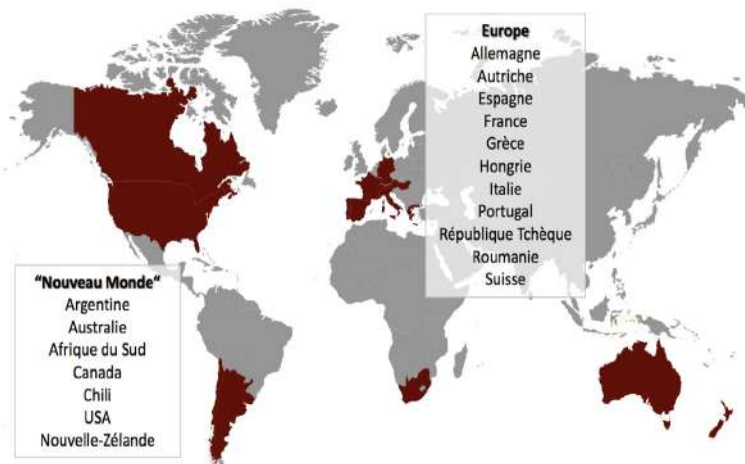 Europe
Allemagne
Autriche
Espagne
France
Grèce
Hongrie
Italie
Portugal
République Tchèque
Roumanie
Suisse
"Nouveau Monde"
Argentine
Australie
Afrique du Sud
Canada
Chili
USA
Nouvelle-Zélande